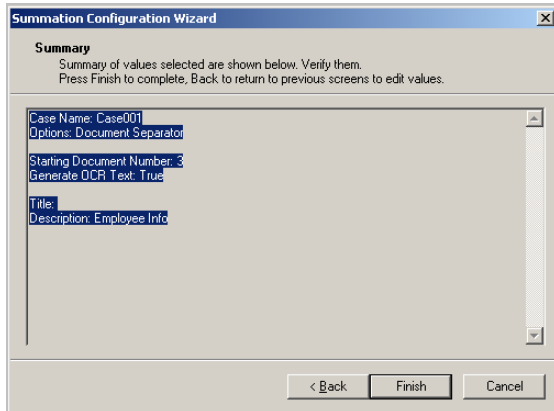 Summation Configuration Wizard
Summary
Summary of values selected are shown below. Verify them.
Press Finish to complete, Back to return to previous screens to edit values.
Case Name: Case001
Options: Document Separator
Starting Document Number: 3
Generate OCR Text: True
Title:
Description: Employee Info
< Back
Finish
Cancel